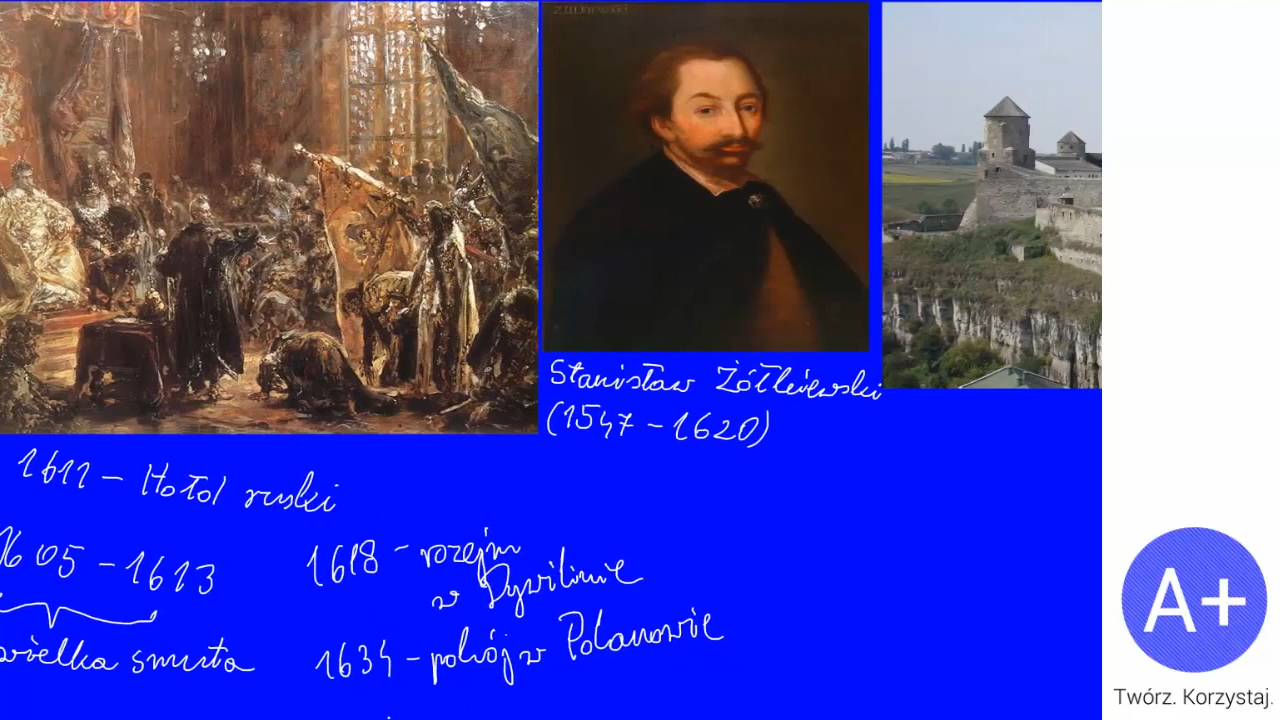 Stanisław Żółkiewski
(1547-1620)
1611 - Hołd ruski
1605 - 1613
wielka smuta
1618 - rozejm
w Dywilinie
1634 - pokój w Polanowie
A+
Twórz. Korzystaj.